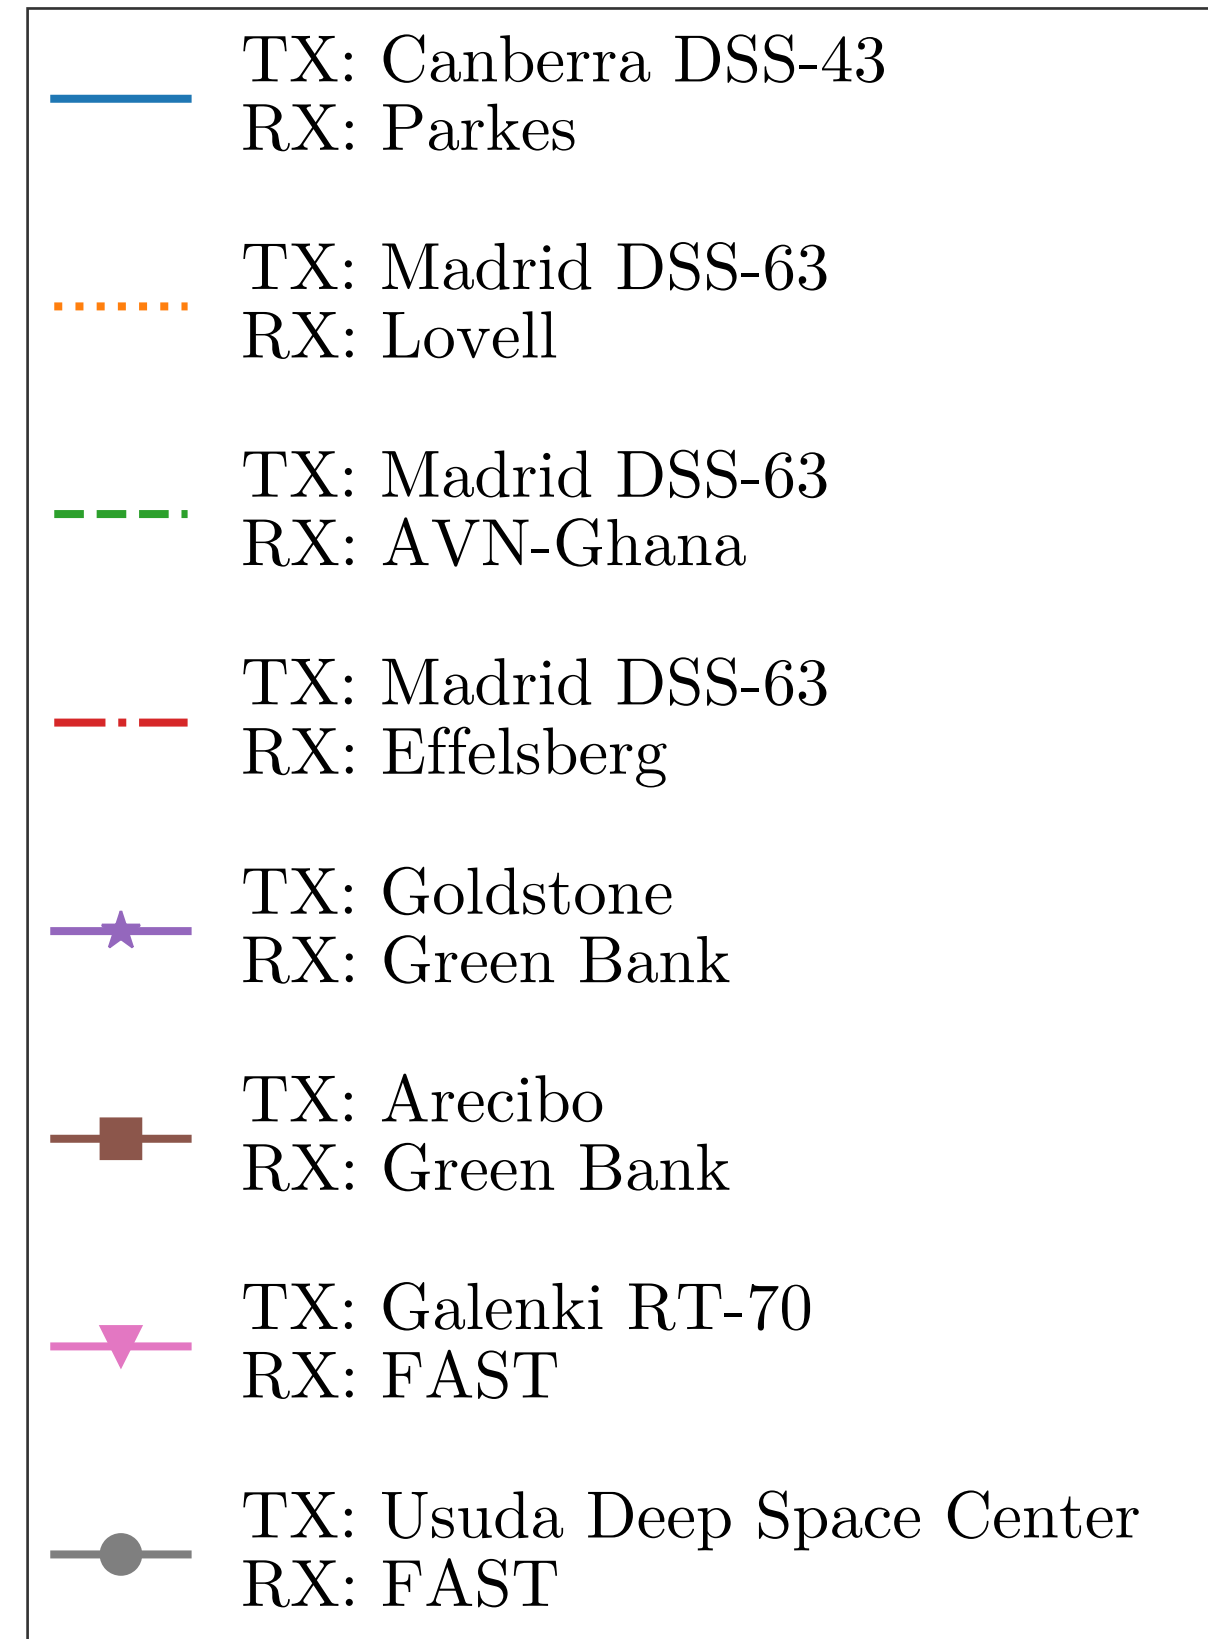 TX: Canberra DSS-43
RX: Parkes
TX: Madrid DSS-63
RX: Lovell
TX: Madrid DSS-63
RX: AVN-Ghana
TX: Madrid DSS-63
RX: Effelsberg
TX: Goldstone
RX: Green Bank
TX: Arecibo
RX: Green Bank
TX: Galenki RT-70
RX: FAST
TX: Usuda Deep Space Center
RX: FAST